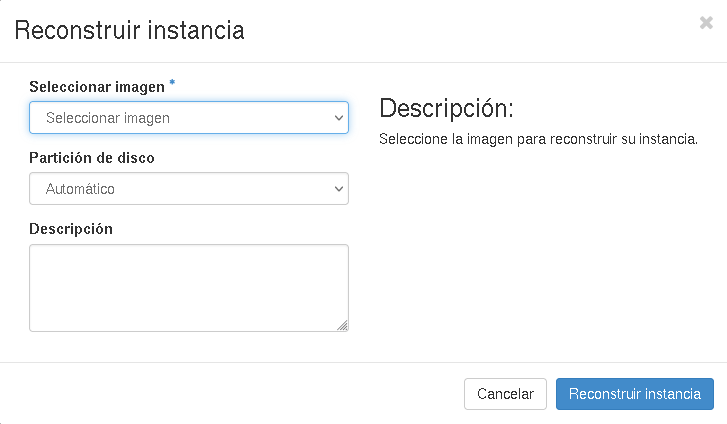 Reconstruir instancia
×
Seleccionar imagen *
Seleccionar imagen
Partición de disco
Automático
Descripción
Descripción:
Seleccione la imagen para reconstruir su instancia.
Cancelar
Reconstruir instancia